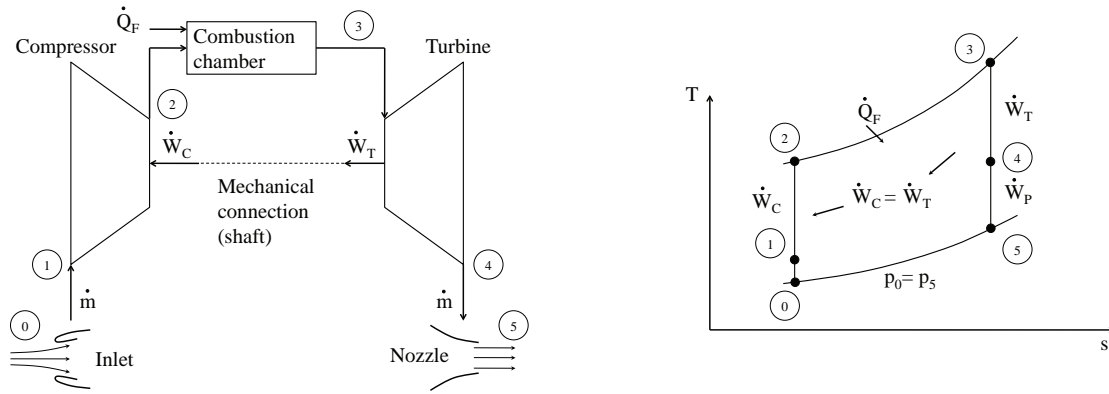 Q̇F
Compressor
Combustion
chamber
3
Turbine
2
ẆC
ẆT
Mechanical
connection
(shaft)
1
4
ṁ
ṁ
0
Inlet
Nozzle
5
T
3
Q̇F
ẆT
2
4
ẆC
ẆC = ẆT
ẆP
1
5
p0= p5
0
s